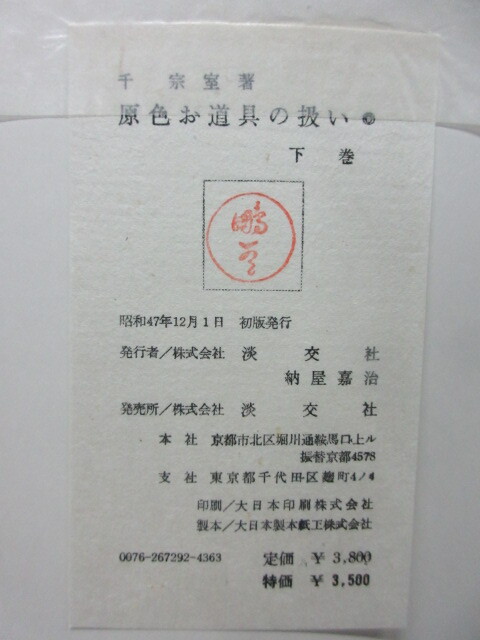 千宗室著
原色お道具の扱い
下巻
昭和47年12月1日 初版発行
発行者/株式会社 淡交社
納屋嘉治
発売所/株式会社 淡交社
本社 京都市北区堀川通鞍馬口上ル
振替京都4578
支社 東京都千代田区麹町4ノ4
印刷/大日本印刷株式会社
製本/大日本製本紙工株式会社
0076-267292-4363 定価 ¥3,800
特価 ¥3,500